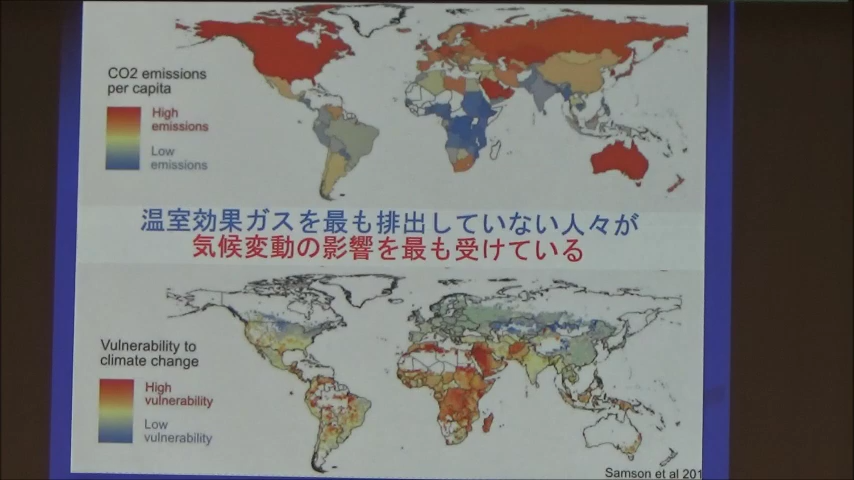 CO2 emissions
per capita
High
emissions
Low
emissions
温室効果ガスを最も排出していない人々が
気候変動の影響を最も受けている
Vulnerability to
climate change
High
vulnerability
Low
vulnerability
Samson et al 201